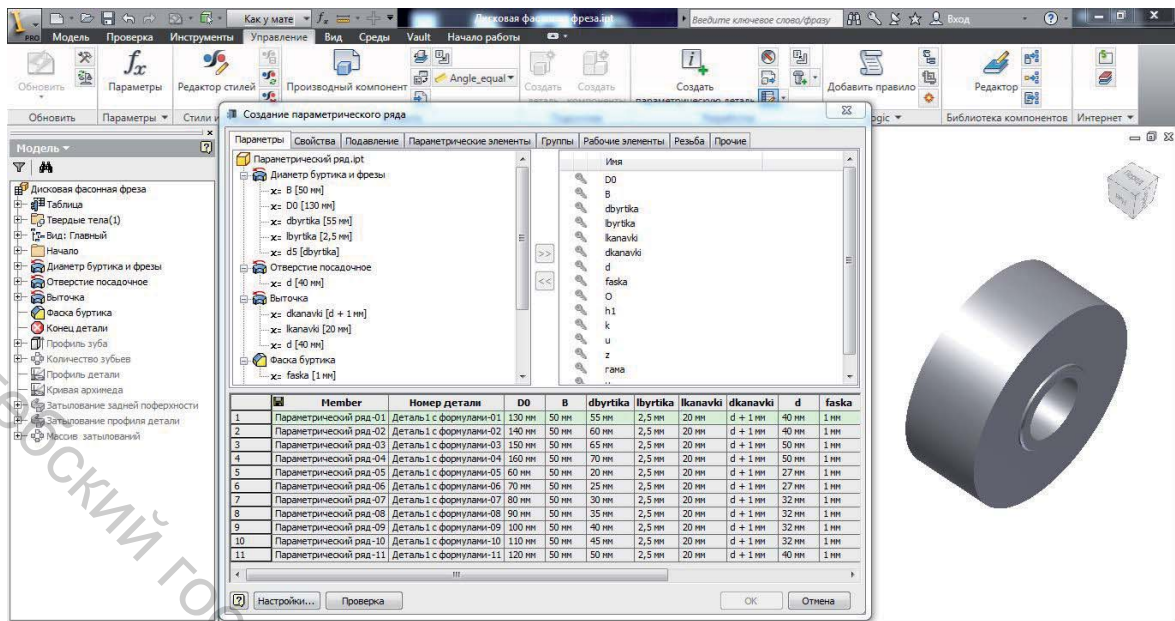 Как у мате
Дисковая фасонная фреза.ipt
Введите ключевое слово/фразу
Вход
PRO
Модель Проверка Инструменты Управление Вид Среды Vault Начало работы
Обновить
Параметры
Редактор стилей
Производный компонент
Angle_equal
Создать Создать
Создать
Добавить правило
Редактор
Обновить
Параметры
Стили и
Библиотека компонентов
Интернет
Модель
Дисковая фасонная фреза
Таблица
Твердые тела(1)
Вид: Главный
Начало
Диаметр буртика и фрезы
Отверстие посадочное
Выточка
Фаска буртика
Конец детали
Профиль зуба
Количество зубьев
Профиль детали
Кривая архимеда
Затылование задней поферхности
Затылование профиля детали
Массив затылований
Создание параметрического ряда
Параметры Свойства Подавление Параметрические элементы Группы Рабочие элементы Резьба Прочие
Параметрический ряд.ipt
Диаметр буртика и фрезы
x= B [50 мм]
x= D0 [130 мм]
x= dbyrtika [55 мм]
x= lbyrtika [2,5 мм]
x= d5 [dbyrtika]
Отверстие посадочное
x= d [40 мм]
Выточка
x= dkanavki [d + 1 мм]
x= lkanavki [20 мм]
x= d [40 мм]
Фаска буртика
x= faska [1 мм]
>>
<<
Имя
D0
B
dbyrtika
lbyrtika
lkanavki
dkanavki
d
faska
O
h1
k
u
z
гама
Member Номер детали D0 B dbyrtika lbyrtika lkanavki dkanavki d faska
1 Параметрический ряд-01 Деталь1 с формулами-01 130 мм 50 мм 55 мм 2,5 мм 20 мм d + 1 мм 40 мм 1 мм
2 Параметрический ряд-02 Деталь1 с формулами-02 140 мм 50 мм 60 мм 2,5 мм 20 мм d + 1 мм 40 мм 1 мм
3 Параметрический ряд-03 Деталь1 с формулами-03 150 мм 50 мм 65 мм 2,5 мм 20 мм d + 1 мм 50 мм 1 мм
4 Параметрический ряд-04 Деталь1 с формулами-04 160 мм 50 мм 70 мм 2,5 мм 20 мм d + 1 мм 50 мм 1 мм
5 Параметрический ряд-05 Деталь1 с формулами-05 60 мм 50 мм 20 мм 2,5 мм 20 мм d + 1 мм 27 мм 1 мм
6 Параметрический ряд-06 Деталь1 с формулами-06 70 мм 50 мм 25 мм 2,5 мм 20 мм d + 1 мм 27 мм 1 мм
7 Параметрический ряд-07 Деталь1 с формулами-07 80 мм 50 мм 30 мм 2,5 мм 20 мм d + 1 мм 32 мм 1 мм
8 Параметрический ряд-08 Деталь1 с формулами-08 90 мм 50 мм 35 мм 2,5 мм 20 мм d + 1 мм 32 мм 1 мм
9 Параметрический ряд-09 Деталь1 с формулами-09 100 мм 50 мм 40 мм 2,5 мм 20 мм d + 1 мм 32 мм 1 мм
10 Параметрический ряд-10 Деталь1 с формулами-10 110 мм 50 мм 45 мм 2,5 мм 20 мм d + 1 мм 32 мм 1 мм
11 Параметрический ряд-11 Деталь1 с формулами-11 120 мм 50 мм 50 мм 2,5 мм 20 мм d + 1 мм 40 мм 1 мм
Настройки... Проверка OK Отмена